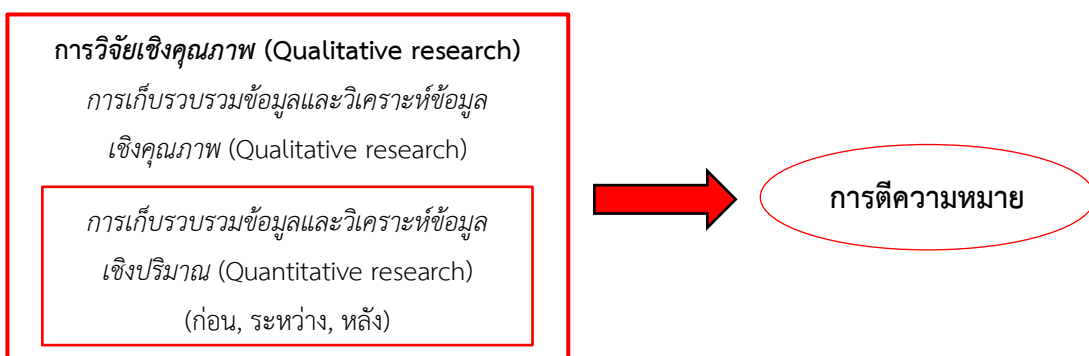 การวิจัยเชิงคุณภาพ (Qualitative research)
การเก็บรวบรวมข้อมูลและวิเคราะห์ข้อมูล
เชิงคุณภาพ (Qualitative research)
การเก็บรวบรวมข้อมูลและวิเคราะห์ข้อมูล
เชิงปริมาณ (Quantitative research)
(ก่อน, ระหว่าง, หลัง)
การตีความหมาย